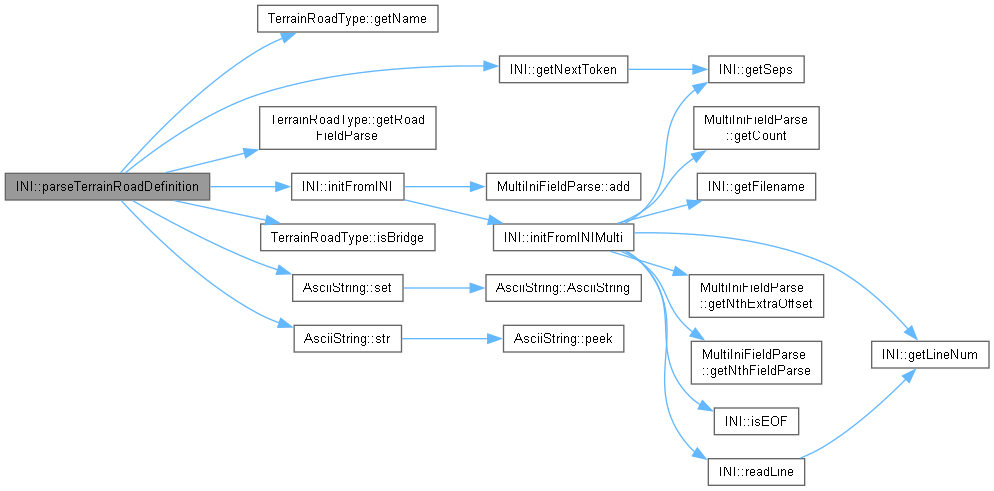 TerrainRoadType::getName
INI::getNextToken
INI::getSeps
TerrainRoadType::getRoad
FieldParse
MultiIniFieldParse
::getCount
INI::parseTerrainRoadDefinition
INI::initFromINI
MultiIniFieldParse::add
INI::getFilename
TerrainRoadType::isBridge
INI::initFromINIMulti
AsciiString::set
AsciiString::AsciiString
MultiIniFieldParse
::getNthExtraOffset
AsciiString::str
AsciiString::peek
MultiIniFieldParse
::getNthFieldParse
INI::getLineNum
INI::isEOF
INI::readLine